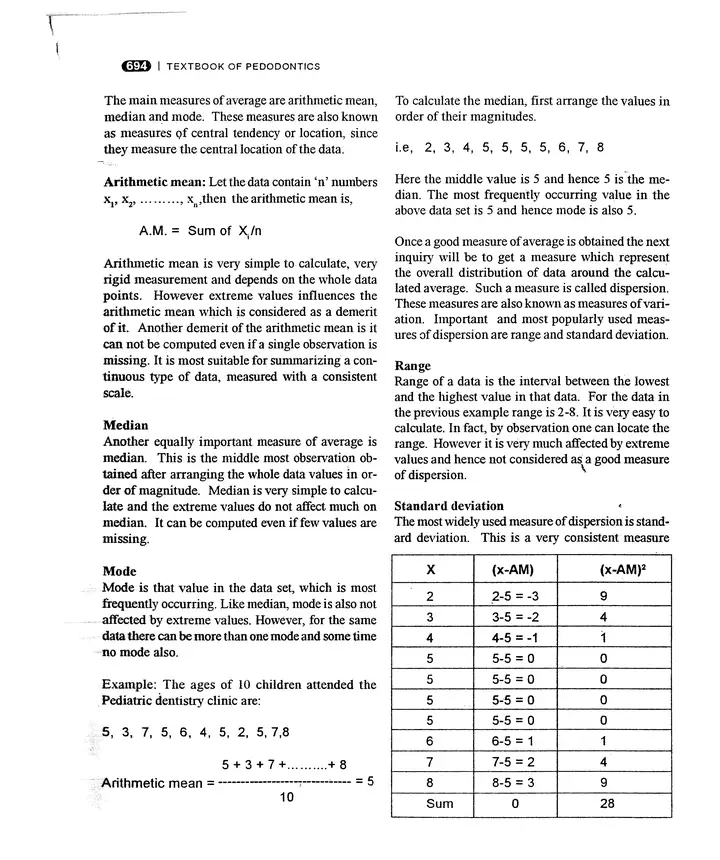 694 | TEXTBOOK OF PEDODONTICS
The main measures of average are arithmetic mean,
median and mode. These measures are also known
as measures of central tendency or location, since
they measure the central location of the data.
Arithmetic mean: Let the data contain ‘n’ numbers
x₁, x₂, ........., xₙ,then the arithmetic mean is,
A.M. = Sum of Xᵢ/n
Arithmetic mean is very simple to calculate, very
rigid measurement and depends on the whole data
points. However extreme values influences the
arithmetic mean which is considered as a demerit
of it. Another demerit of the arithmetic mean is it
can not be computed even if a single observation is
missing. It is most suitable for summarizing a con-
tinuous type of data, measured with a consistent
scale.
Median
Another equally important measure of average is
median. This is the middle most observation ob-
tained after arranging the whole data values in or-
der of magnitude. Median is very simple to calcu-
late and the extreme values do not affect much on
median. It can be computed even if few values are
missing.
Mode
Mode is that value in the data set, which is most
frequently occurring. Like median, mode is also not
affected by extreme values. However, for the same
data there can be more than one mode and some time
no mode also.
Example: The ages of 10 children attended the
Pediatric dentistry clinic are:
5, 3, 7, 5, 6, 4, 5, 2, 5, 7,8
5 + 3 + 7 +..........+ 8
Arithmetic mean = ------------------------------ = 5
10
To calculate the median, first arrange the values in
order of their magnitudes.
i.e, 2, 3, 4, 5, 5, 5, 5, 6, 7, 8
Here the middle value is 5 and hence 5 is the me-
dian. The most frequently occurring value in the
above data set is 5 and hence mode is also 5.
Once a good measure of average is obtained the next
inquiry will be to get a measure which represent
the overall distribution of data around the calcu-
lated average. Such a measure is called dispersion.
These measures are also known as measures of vari-
ation. Important and most popularly used meas-
ures of dispersion are range and standard deviation.
Range
Range of a data is the interval between the lowest
and the highest value in that data. For the data in
the previous example range is 2-8. It is very easy to
calculate. In fact, by observation one can locate the
range. However it is very much affected by extreme
values and hence not considered as a good measure
of dispersion.
Standard deviation
The most widely used measure of dispersion is stand-
ard deviation. This is a very consistent measure
X (x-AM) (x-AM)²
2 2-5 = -3 9
3 3-5 = -2 4
4 4-5 = -1 1
5 5-5 = 0 0
5 5-5 = 0 0
5 5-5 = 0 0
5 5-5 = 0 0
6 6-5 = 1 1
7 7-5 = 2 4
8 8-5 = 3 9
Sum 0 28